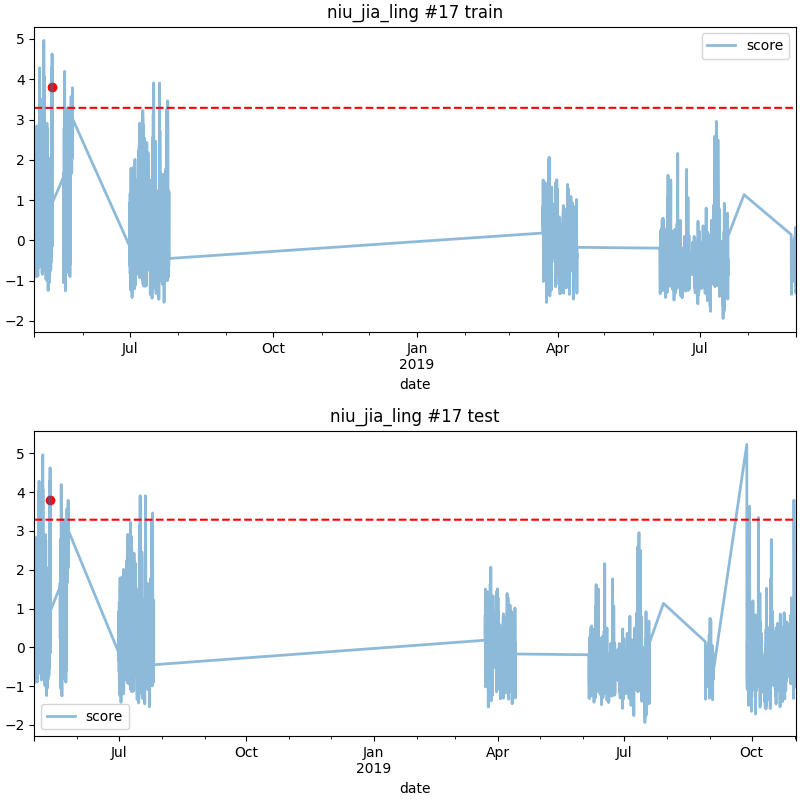 niu_jia_ling #17 train
score
5
4
3
2
1
0
−1
−2
Jul
Oct
Jan
2019
Apr
Jul
date
niu_jia_ling #17 test
5
4
3
2
1
0
−1
−2
score
Jul
Oct
Jan
2019
Apr
Jul
Oct
date